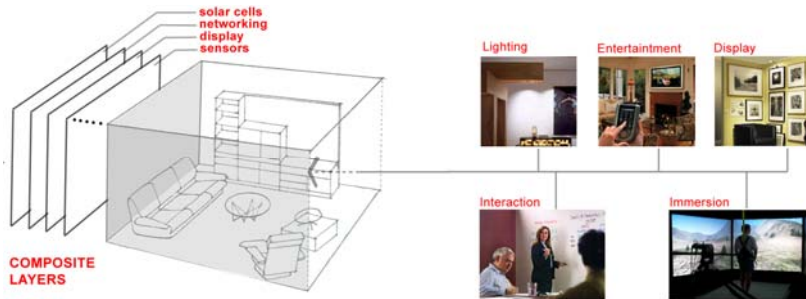 solar cells
networking
display
sensors
COMPOSITE
LAYERS
Lighting
Entertaintment
Display
Interaction
Immersion